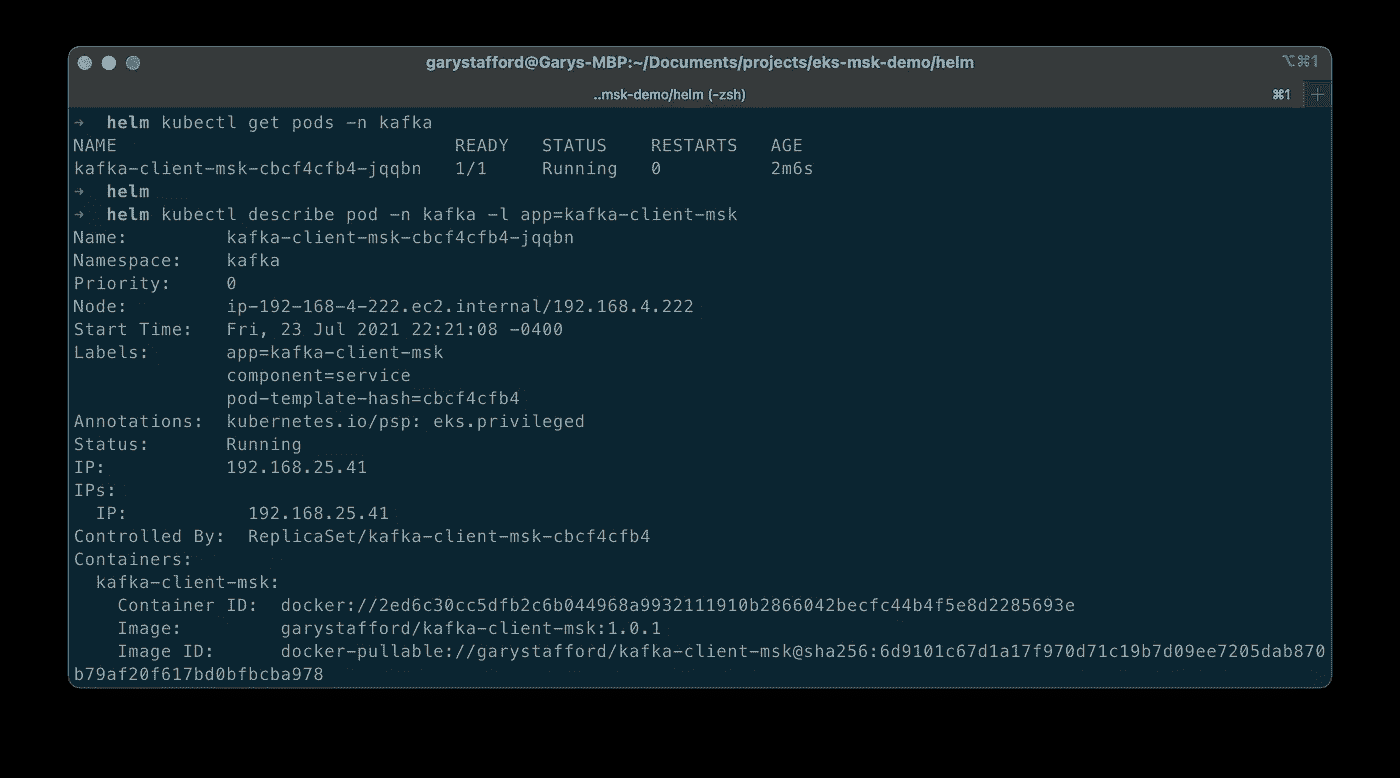 garystafford@Garys-MBP:~/Documents/projects/eks-msk-demo/helm ⌥⌘1
..msk-demo/helm (-zsh) ⌘1 +
→ helm kubectl get pods -n kafka
NAME READY STATUS RESTARTS AGE
kafka-client-msk-cbcf4cfb4-jqqbn 1/1 Running 0 2m6s
→ helm
→ helm kubectl describe pod -n kafka -l app=kafka-client-msk
Name: kafka-client-msk-cbcf4cfb4-jqqbn
Namespace: kafka
Priority: 0
Node: ip-192-168-4-222.ec2.internal/192.168.4.222
Start Time: Fri, 23 Jul 2021 22:21:08 -0400
Labels: app=kafka-client-msk
component=service
pod-template-hash=cbcf4cfb4
Annotations: kubernetes.io/psp: eks.privileged
Status: Running
IP: 192.168.25.41
IPs:
IP: 192.168.25.41
Controlled By: ReplicaSet/kafka-client-msk-cbcf4cfb4
Containers:
kafka-client-msk:
Container ID: docker://2ed6c30cc5dfb2c6b044968a9932111910b2866042becfc44b4f5e8d2285693e
Image: garystafford/kafka-client-msk:1.0.1
Image ID: docker-pullable://garystafford/kafka-client-msk@sha256:6d9101c67d1a17f970d71c19b7d09ee7205dab870
b79af20f617bd0bfbcba978